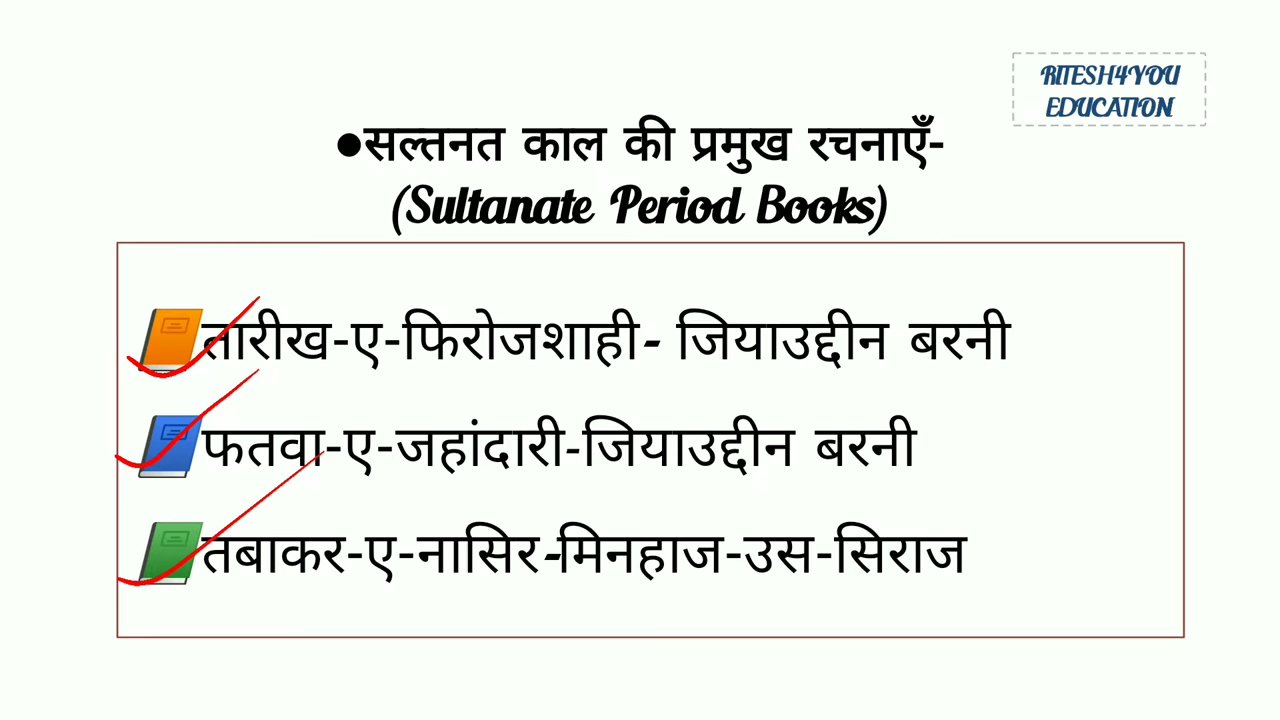 RITESH4YOU
EDUCATION
●सल्तनत काल की प्रमुख रचनाएँ-
(Sultanate Period Books)
तारीख-ए-फिरोजशाही- जियाउद्दीन बरनी
फतवा-ए-जहांदारी-जियाउद्दीन बरनी
तबाकर-ए-नासिर-मिनहाज-उस-सिराज